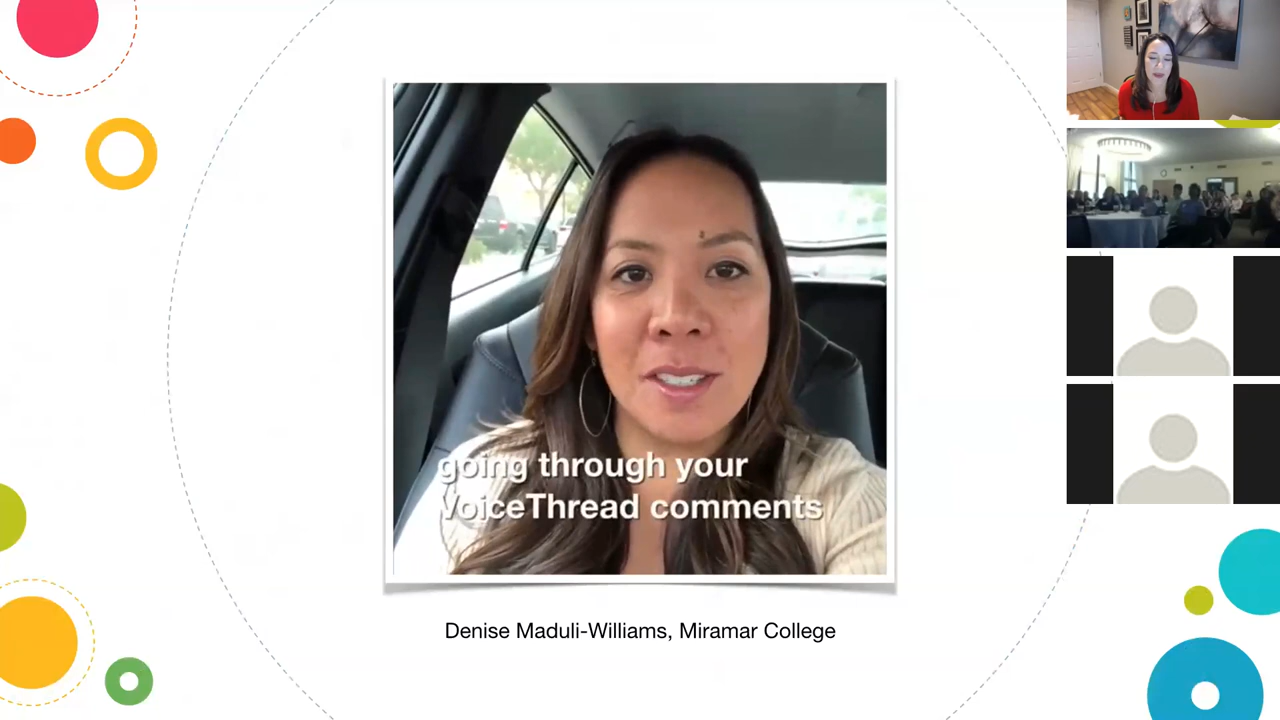 going through your
VoiceThread comments
Denise Maduli-Williams, Miramar College